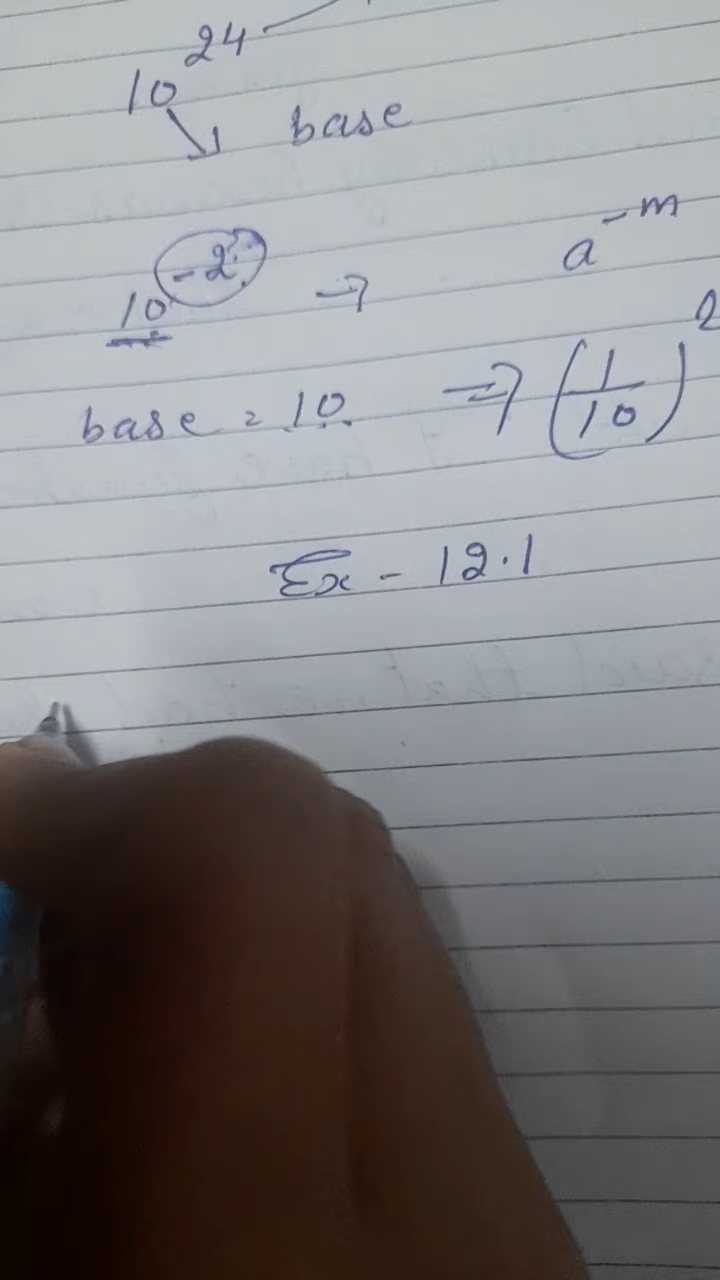 10^24
base
10^-2 → a^-m
base = 10 ⇒ (1/10)^2
Ex - 12.1